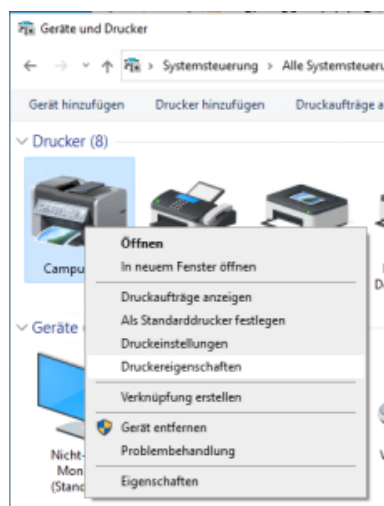 Geräte und Drucker
Systemsteuerung > Alle Systemsteueru
Gerät hinzufügen Drucker hinzufügen Druckaufträge a
Drucker (8)
Campu
Öffnen
In neuem Fenster öffnen
Druckaufträge anzeigen
Als Standarddrucker festlegen
Druckeinstellungen
Druckereigenschaften
Geräte
Verknüpfung erstellen
Gerät entfernen
Problembehandlung
Eigenschaften
Nicht-
Mon
(Stand